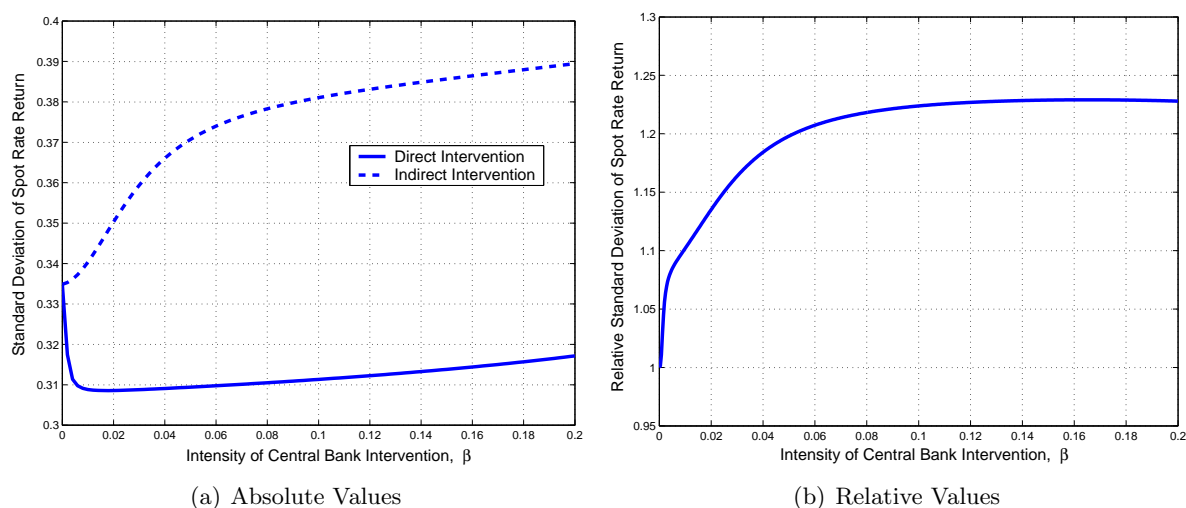 0.4
0.39
0.38
0.37
0.36
0.35
0.34
0.33
0.32
0.31
0.3
Standard Deviation of Spot Rate Return
Direct Intervention
Indirect Intervention
0 0.02 0.04 0.06 0.08 0.1 0.12 0.14 0.16 0.18 0.2
Intensity of Central Bank Intervention, β
(a) Absolute Values
1.3
1.25
1.2
1.15
1.1
1.05
1
0.95
Relative Standard Deviation of Spot Rate Return
0 0.02 0.04 0.06 0.08 0.1 0.12 0.14 0.16 0.18 0.2
Intensity of Central Bank Intervention, β
(b) Relative Values